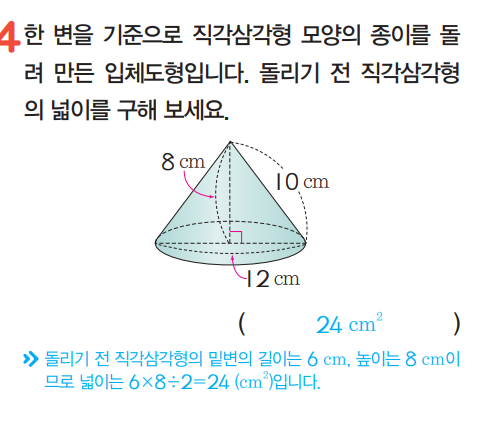 4 한 변을 기준으로 직각삼각형 모양의 종이를 돌
려 만든 입체도형입니다. 돌리기 전 직각삼각형
의 넓이를 구해 보세요.
8 cm
10 cm
12 cm
( 24 cm² )
≫ 돌리기 전 직각삼각형의 밑변의 길이는 6 cm, 높이는 8 cm이
므로 넓이는 6×8÷2=24 (cm²)입니다.